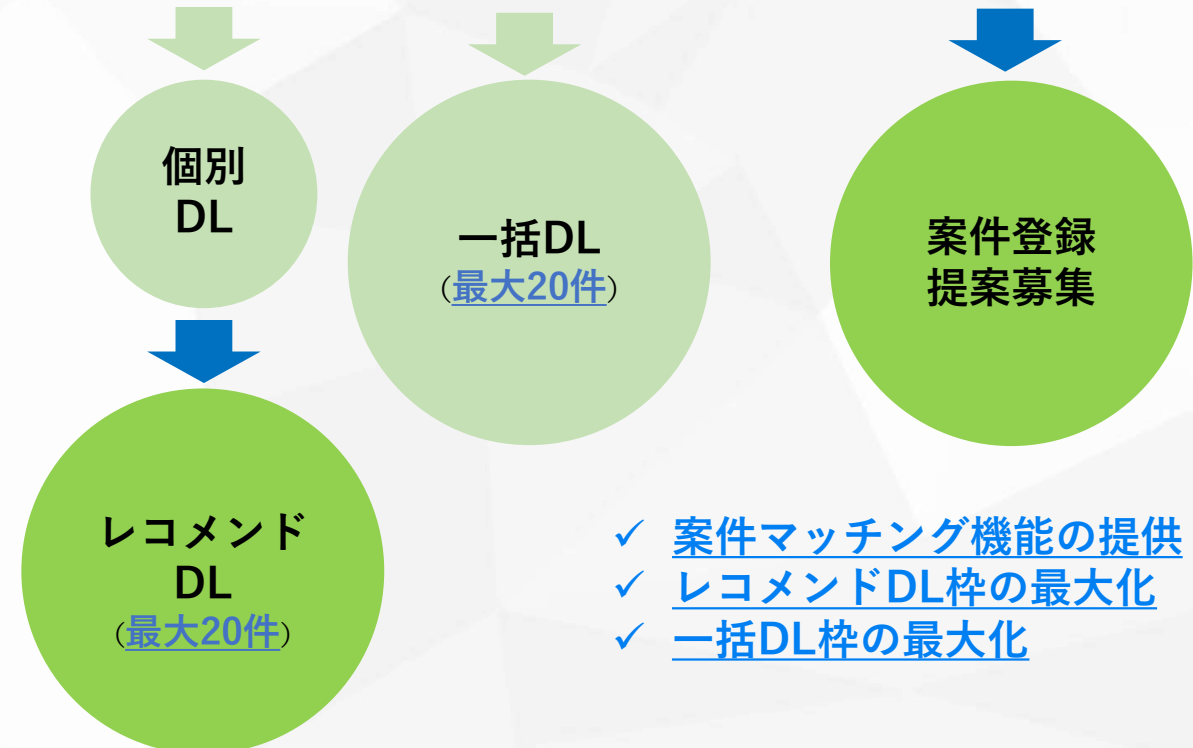 個別
DL
一括DL
(最大20件)
案件登録
提案募集
レコメンド
DL
(最大20件)
✓ 案件マッチング機能の提供
✓ レコメンドDL枠の最大化
✓ 一括DL枠の最大化